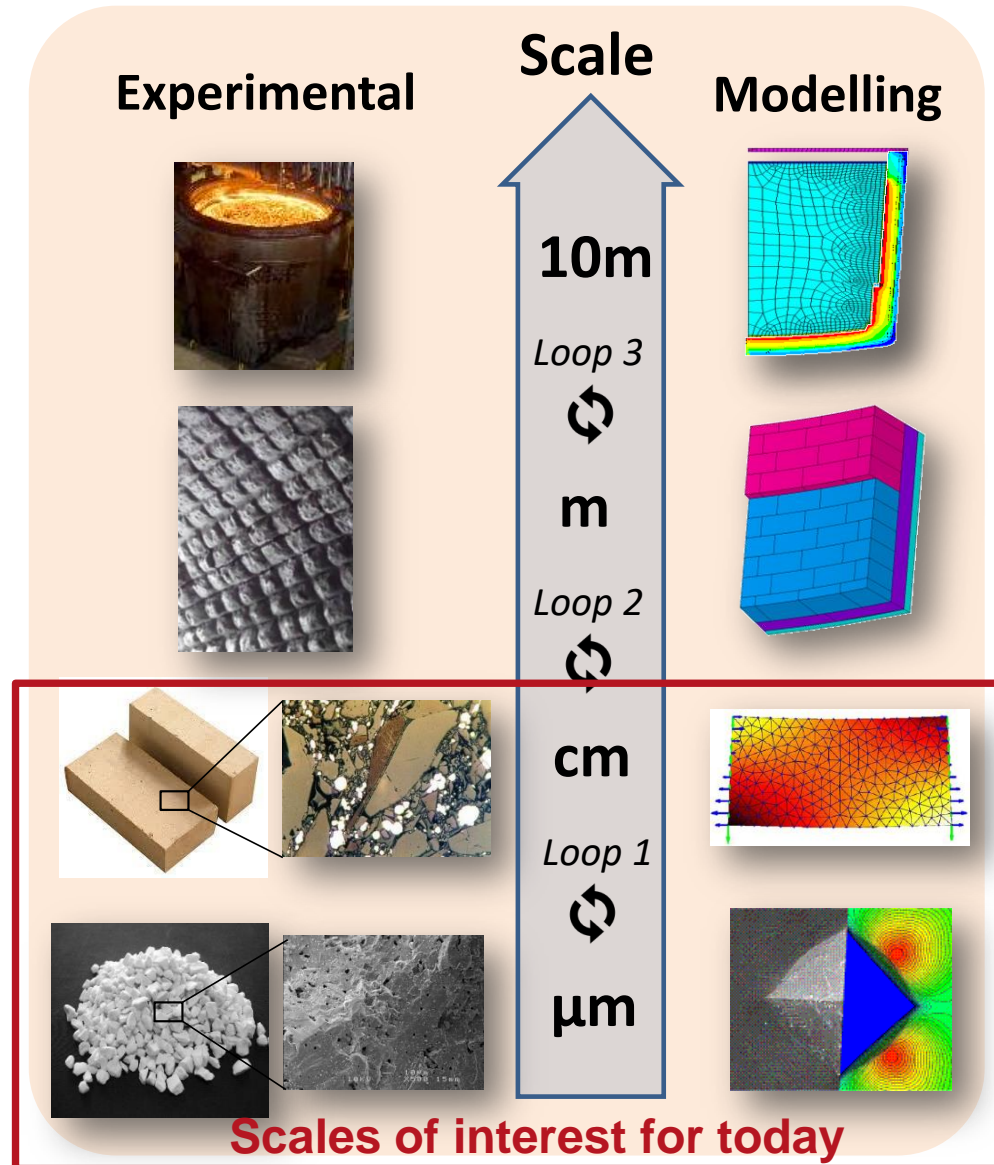 Scale
Experimental
Modelling
10m
Loop 3
m
Loop 2
cm
Loop 1
µm
Scales of interest for today